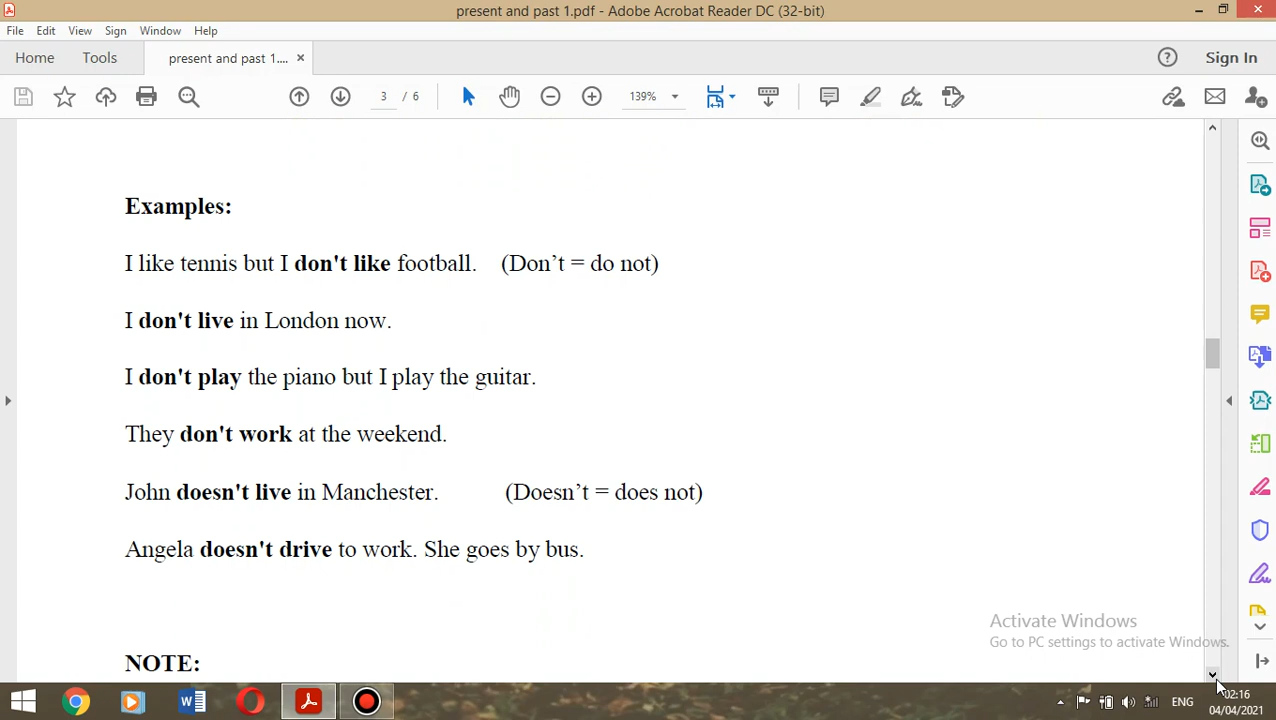 present and past 1.pdf - Adobe Acrobat Reader DC (32-bit)
File Edit View Sign Window Help
Home Tools present and past 1.... Sign In
3 / 6 139%
Examples:
I like tennis but I don't like football. (Don’t = do not)
I don't live in London now.
I don't play the piano but I play the guitar.
They don't work at the weekend.
John doesn't live in Manchester. (Doesn’t = does not)
Angela doesn't drive to work. She goes by bus.
Activate Windows
Go to PC settings to activate Windows.
NOTE:
ENG 02:16
04/04/2021